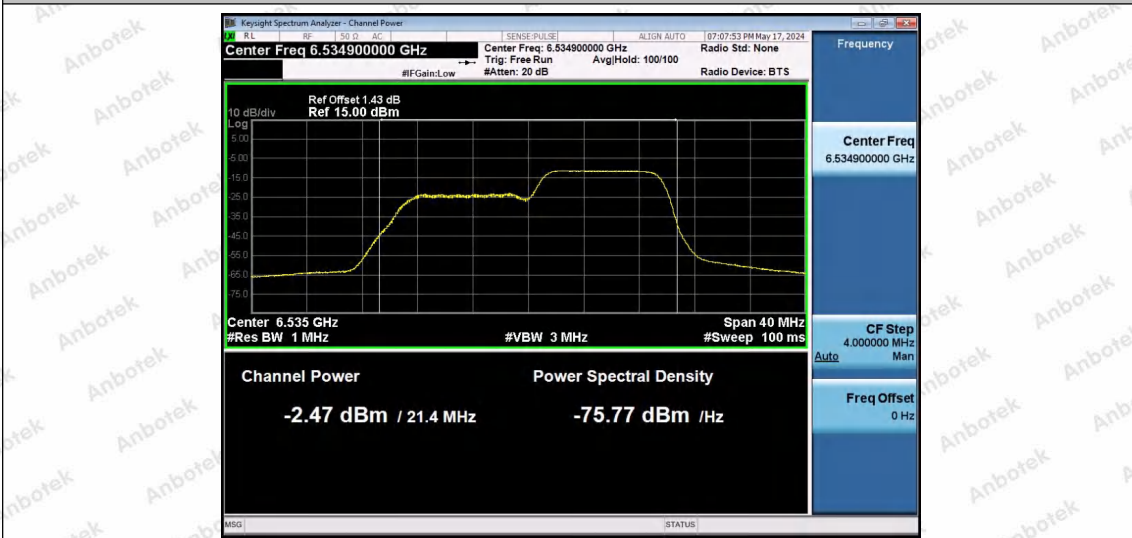 Keysight Spectrum Analyzer - Channel Power
RL RF 50 Ω AC SENSE:PULSE ALIGN AUTO 07:07:53 PM May 17, 2024
Center Freq 6.534900000 GHz
Center Freq: 6.534900000 GHz
Radio Std: None
Trig: Free Run Avg|Hold: 100/100
#IFGain:Low #Atten: 20 dB Radio Device: BTS
Frequency
Ref Offset 1.43 dB
10 dB/div Ref 15.00 dBm
Log
5.00
-5.00
-15.0
-25.0
-35.0
-45.0
-55.0
-65.0
-75.0
Center 6.535 GHz Span 40 MHz
#Res BW 1 MHz #VBW 3 MHz #Sweep 100 ms
Center Freq
6.534900000 GHz
CF Step
4.000000 MHz
Auto Man
Freq Offset
0 Hz
Channel Power Power Spectral Density
-2.47 dBm / 21.4 MHz -75.77 dBm /Hz
MSG STATUS
Anbotek